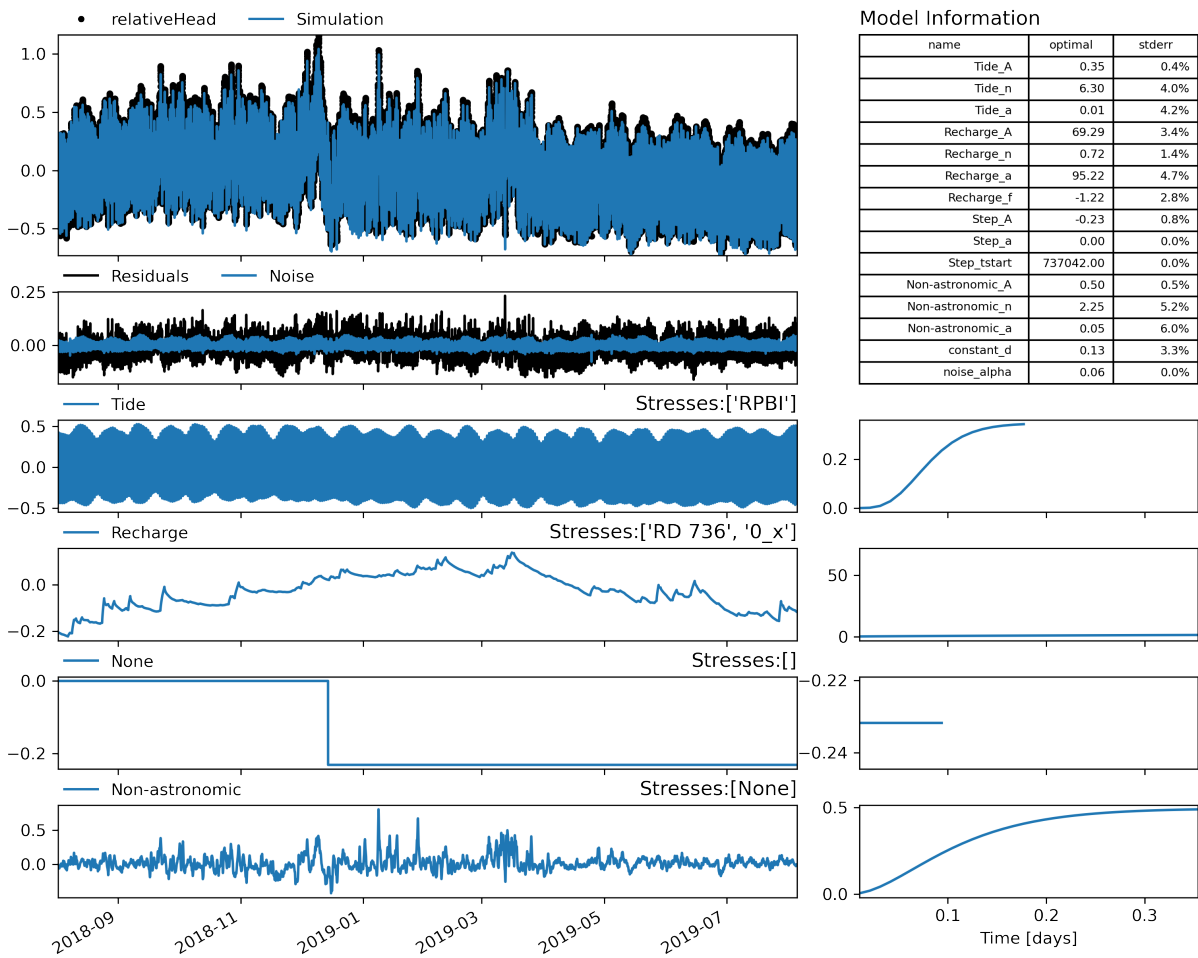 relativeHead Simulation
1.0
0.5
0.0
−0.5
Model Information
name optimal stderr
Tide_A 0.35 0.4%
Tide_n 6.30 4.0%
Tide_a 0.01 4.2%
Recharge_A 69.29 3.4%
Recharge_n 0.72 1.4%
Recharge_a 95.22 4.7%
Recharge_f -1.22 2.8%
Step_A -0.23 0.8%
Step_a 0.00 0.0%
Step_tstart 737042.00 0.0%
Non-astronomic_A 0.50 0.5%
Non-astronomic_n 2.25 5.2%
Non-astronomic_a 0.05 6.0%
constant_d 0.13 3.3%
noise_alpha 0.06 0.0%
Residuals Noise
0.25
0.00
Tide Stresses:['RPBI']
0.5
0.0
−0.5
0.2
0.0
Recharge Stresses:['RD 736', '0_x']
0.0
−0.2
50
0
None Stresses:[]
0.0
−0.2
−0.22
−0.24
Non-astronomic Stresses:[None]
0.5
0.0
2018-09 2018-11 2019-01 2019-03 2019-05 2019-07
0.5
0.0
0.1 0.2 0.3
Time [days]